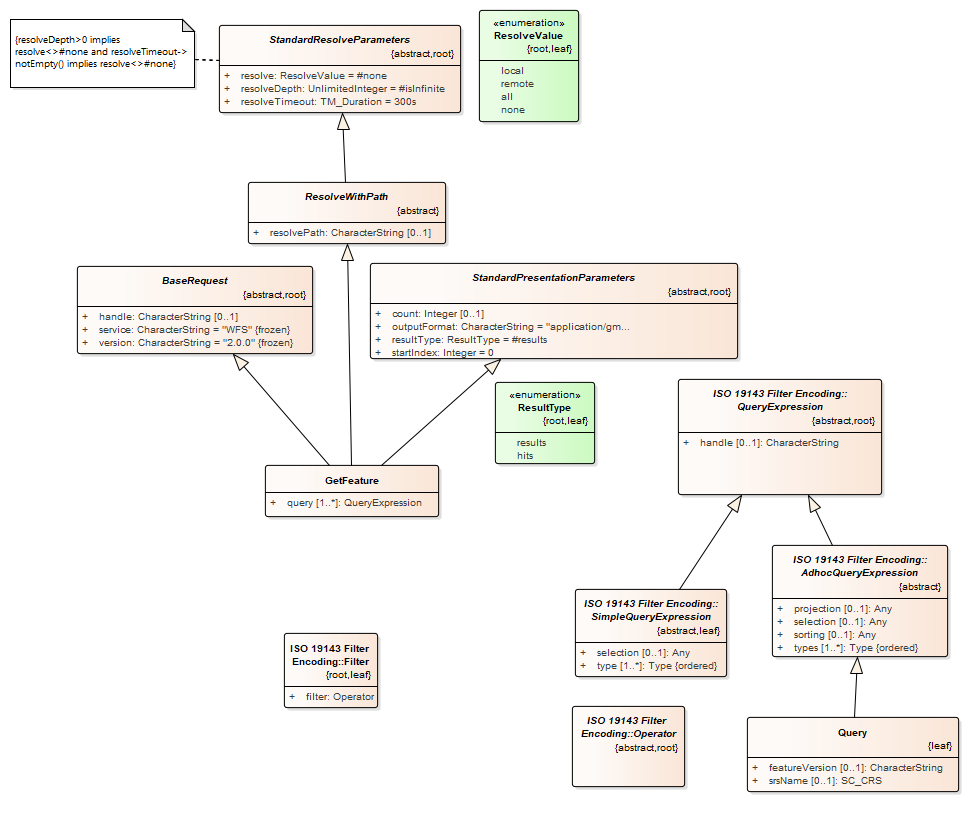 {resolveDepth>0 implies
resolve<>#none and resolveTimeout->
notEmpty() implies resolve<>#none}
StandardResolveParameters
{abstract,root}
+ resolve: ResolveValue = #none
+ resolveDepth: UnlimitedInteger = #isInfinite
+ resolveTimeout: TM_Duration = 300s
«enumeration»
ResolveValue
{root,leaf}
local
remote
all
none
ResolveWithPath
{abstract}
+ resolvePath: CharacterString [0..1]
BaseRequest
{abstract,root}
+ handle: CharacterString [0..1]
+ service: CharacterString = "WFS" {frozen}
+ version: CharacterString = "2.0.0" {frozen}
StandardPresentationParameters
{abstract,root}
+ count: Integer [0..1]
+ outputFormat: CharacterString = "application/gm...
+ resultType: ResultType = #results
+ startIndex: Integer = 0
«enumeration»
ResultType
{root,leaf}
results
hits
ISO 19143 Filter Encoding::
QueryExpression
{abstract,root}
+ handle [0..1]: CharacterString
GetFeature
+ query [1..*]: QueryExpression
ISO 19143 Filter Encoding::
AdhocQueryExpression
{abstract}
+ projection [0..1]: Any
+ selection [0..1]: Any
+ sorting [0..1]: Any
+ types [1..*]: Type {ordered}
ISO 19143 Filter Encoding::
SimpleQueryExpression
{abstract,leaf}
+ selection [0..1]: Any
+ type [1..*]: Type {ordered}
ISO 19143 Filter
Encoding::Filter
{root,leaf}
+ filter: Operator
ISO 19143 Filter
Encoding::Operator
{abstract,root}
Query
{leaf}
+ featureVersion [0..1]: CharacterString
+ srsName [0..1]: SC_CRS